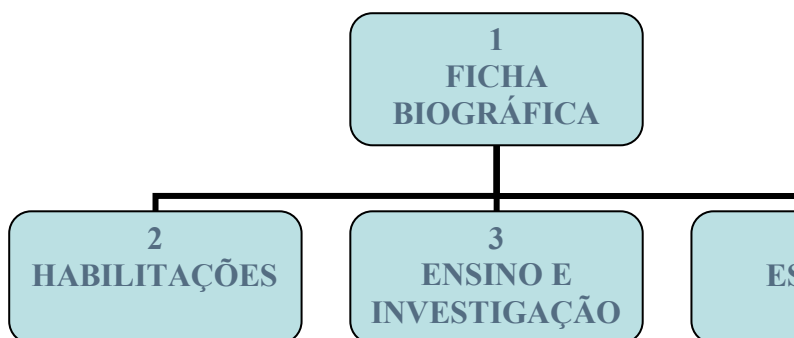 1
FICHA
BIOGRÁFICA
2
HABILITAÇÕES
3
ENSINO E
INVESTIGAÇÃO